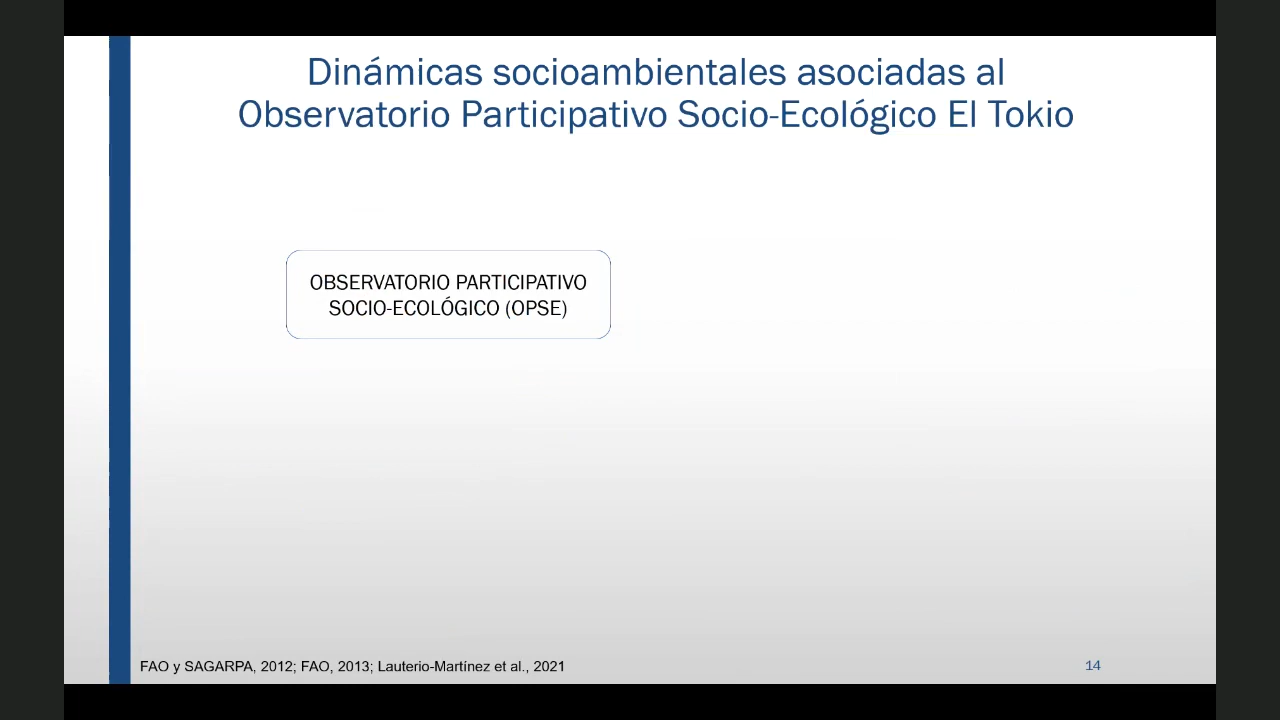 Dinámicas socioambientales asociadas al
Observatorio Participativo Socio-Ecológico El Tokio
OBSERVATORIO PARTICIPATIVO
SOCIO-ECOLÓGICO (OPSE)
FAO y SAGARPA, 2012; FAO, 2013; Lauterio-Martínez et al., 2021
14